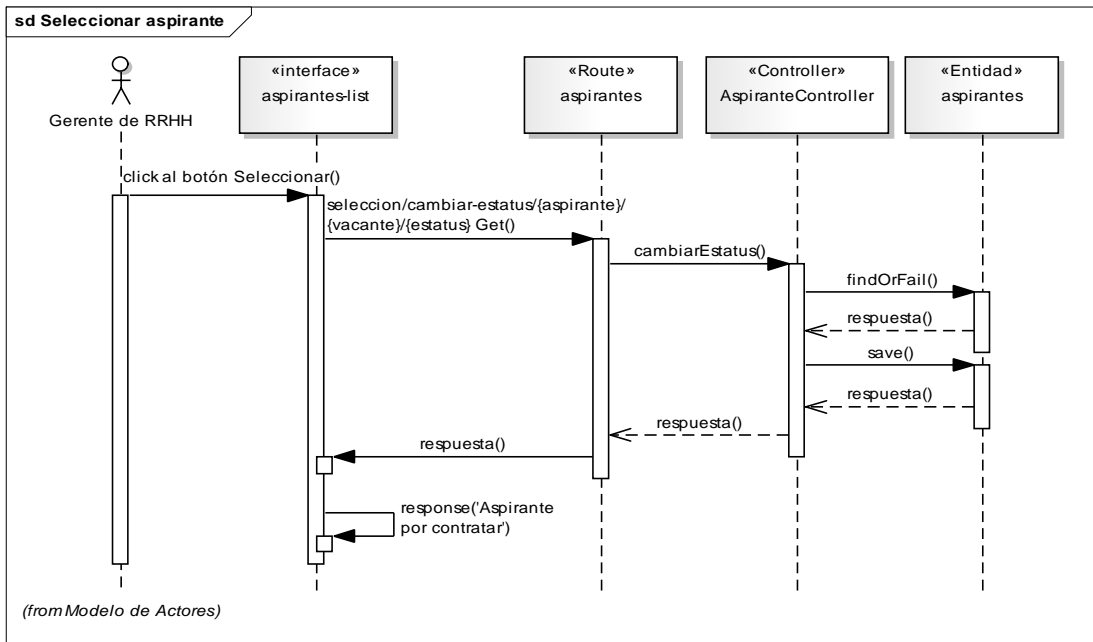 sd Seleccionar aspirante
Gerente de RRHH
«interface»
aspirantes-list
«Route»
aspirantes
«Controller»
AspiranteController
«Entidad»
aspirantes
click al botón Seleccionar()
seleccion/cambiar-estatus/{aspirante}/
{vacante}/{estatus} Get()
cambiarEstatus()
findOrFail()
respuesta()
save()
respuesta()
respuesta()
respuesta()
response('Aspirante
por contratar')
(from Modelo de Actores)